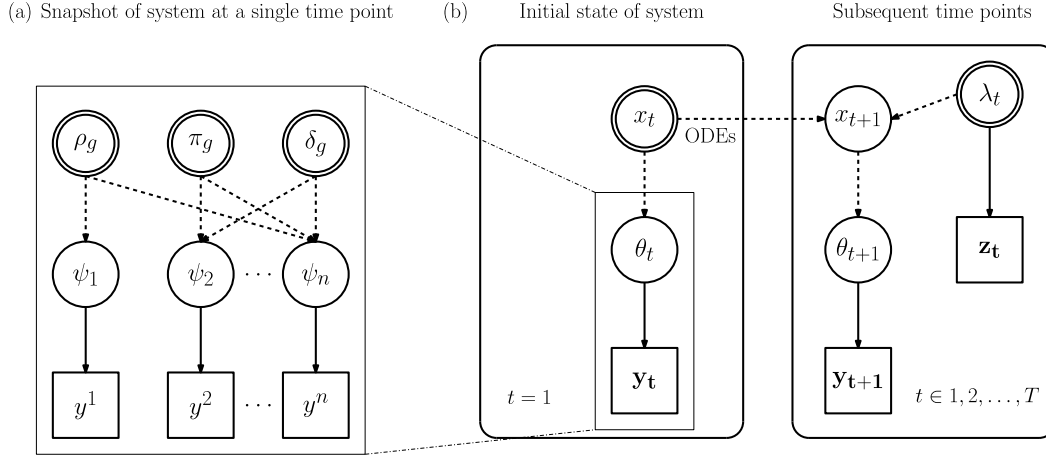 (a) Snapshot of system at a single time point
ρg πg δg
ψ1 ψ2 ··· ψn
y1 y2 ··· yn
(b) Initial state of system
xt
ODEs
θt
yt
t = 1
Subsequent time points
xt+1 λt
θt+1 zt
yt+1
t ∈ 1, 2, . . . , T